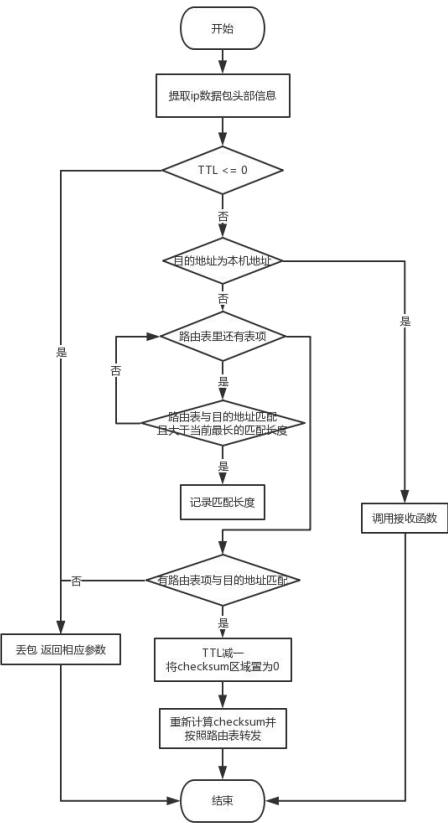 开始
提取ip数据包头部信息
TTL <= 0
否
目的地址为本机地址
否
是
路由表里还有表项
是
否
是
路由表与目的地址匹配
且大于当前最长的匹配长度
是
记录匹配长度
调用接收函数
有路由表项与目的地址匹配
否
是
丢包 返回相应参数
TTL减一
将checksum区域置为0
重新计算checksum并
按照路由表转发
结束